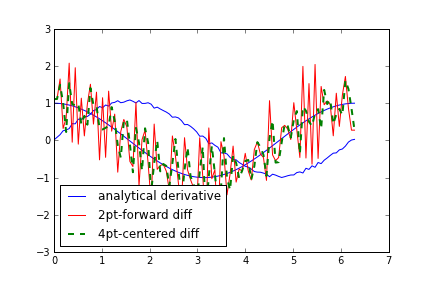 3
2
1
0
−1
−2
−3
analytical derivative
2pt-forward diff
4pt-centered diff
0 1 2 3 4 5 6 7